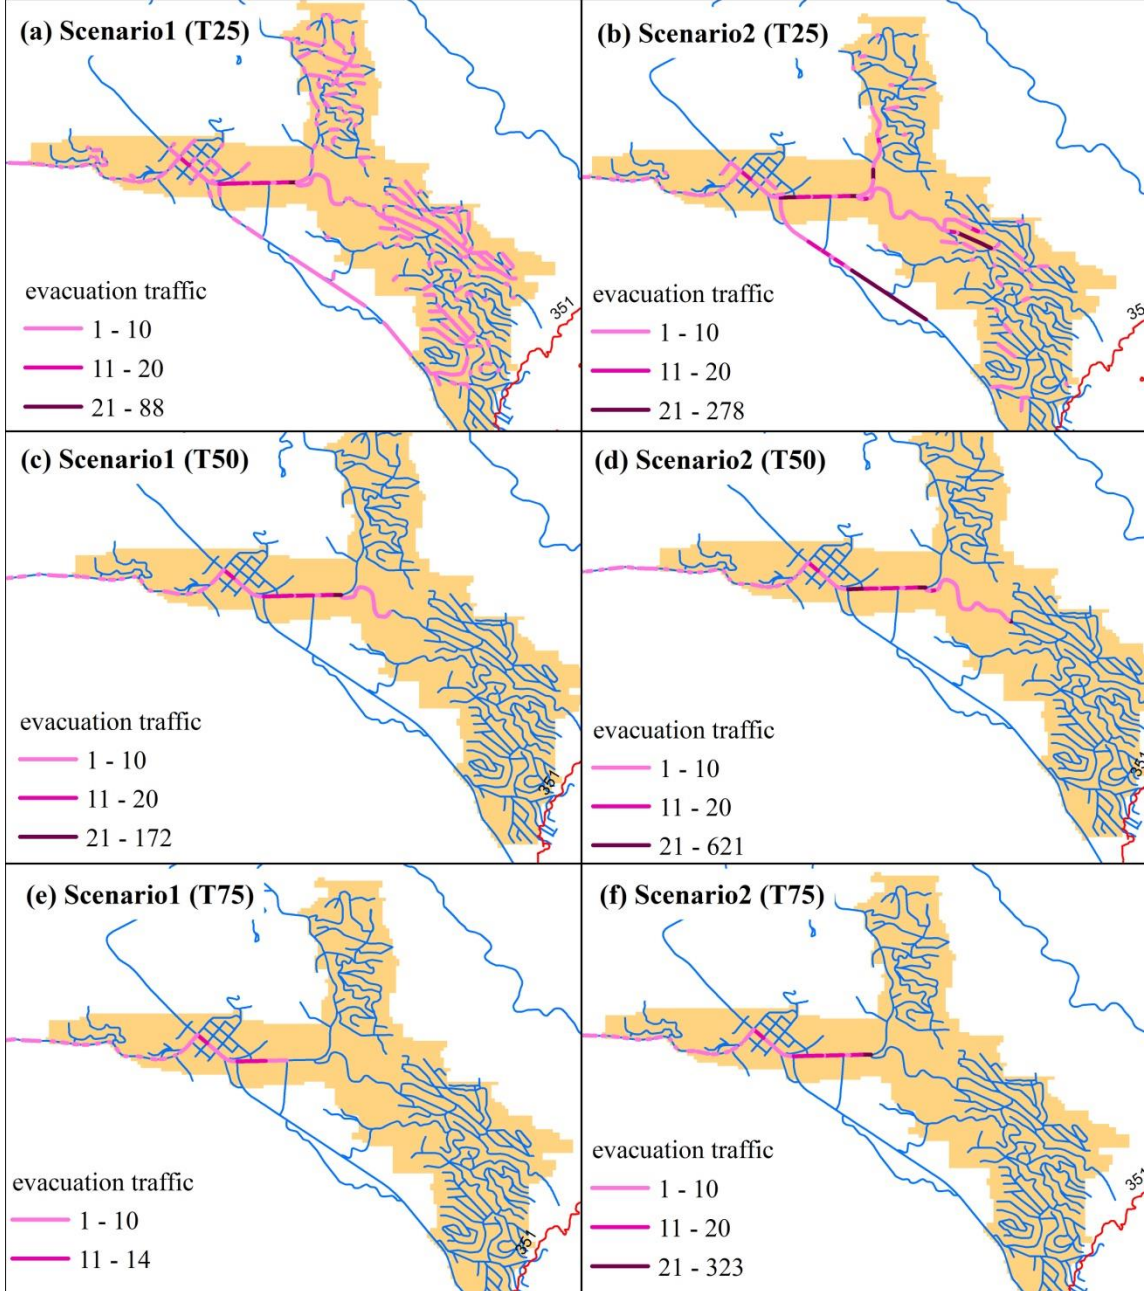 (a) Scenario1 (T25)
evacuation traffic
1 - 10
11 - 20
21 - 88
351
(b) Scenario2 (T25)
evacuation traffic
1 - 10
11 - 20
21 - 278
(c) Scenario1 (T50)
evacuation traffic
1 - 10
11 - 20
21 - 172
351
(d) Scenario2 (T50)
evacuation traffic
1 - 10
11 - 20
21 - 621
351
(e) Scenario1 (T75)
evacuation traffic
1 - 10
11 - 14
351
(f) Scenario2 (T75)
evacuation traffic
1 - 10
11 - 20
21 - 323
351